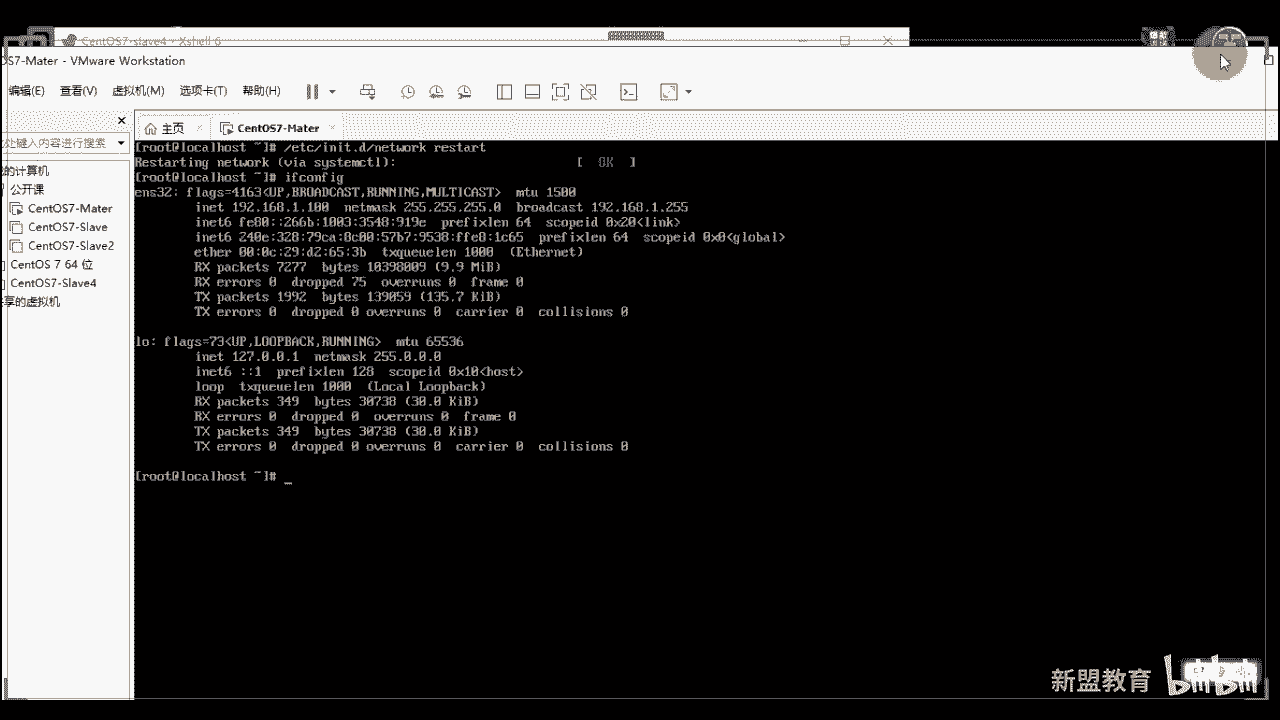 CentOS7-slave4 - Xshell 6
OS7-Mater - VMware Workstation
编辑(E) 查看(V) 虚拟机(M) 选项卡(T) 帮助(H)
主页 CentOS7-Mater
处键入内容进行搜索
的计算机
公开课
CentOS7-Mater
CentOS7-Slave
CentOS7-Slave2
CentOS 7 64 位
CentOS7-Slave4
享的虚拟机
[root@localhost ~]# /etc/init.d/network restart
Restarting network (via systemctl): [ OK ]
[root@localhost ~]# ifconfig
ens32: flags=4163<UP,BROADCAST,RUNNING,MULTICAST> mtu 1500
inet 192.168.1.100 netmask 255.255.255.0 broadcast 192.168.1.255
inet6 fe80::266b:1003:3548:919e prefixlen 64 scopeid 0x20<link>
inet6 240e:328:79ca:8c00:57b7:9538:ffe8:1c65 prefixlen 64 scopeid 0x0<global>
ether 00:0c:29:d2:65:3b txqueuelen 1000 (Ethernet)
RX packets 7277 bytes 10398009 (9.9 MiB)
RX errors 0 dropped 75 overruns 0 frame 0
TX packets 1992 bytes 139059 (135.7 KiB)
TX errors 0 dropped 0 overruns 0 carrier 0 collisions 0
lo: flags=73<UP,LOOPBACK,RUNNING> mtu 65536
inet 127.0.0.1 netmask 255.0.0.0
inet6 ::1 prefixlen 128 scopeid 0x10<host>
loop txqueuelen 1000 (Local Loopback)
RX packets 349 bytes 30738 (30.0 KiB)
RX errors 0 dropped 0 overruns 0 frame 0
TX packets 349 bytes 30738 (30.0 KiB)
TX errors 0 dropped 0 overruns 0 carrier 0 collisions 0
[root@localhost ~]# _
新盟教育 bilibili